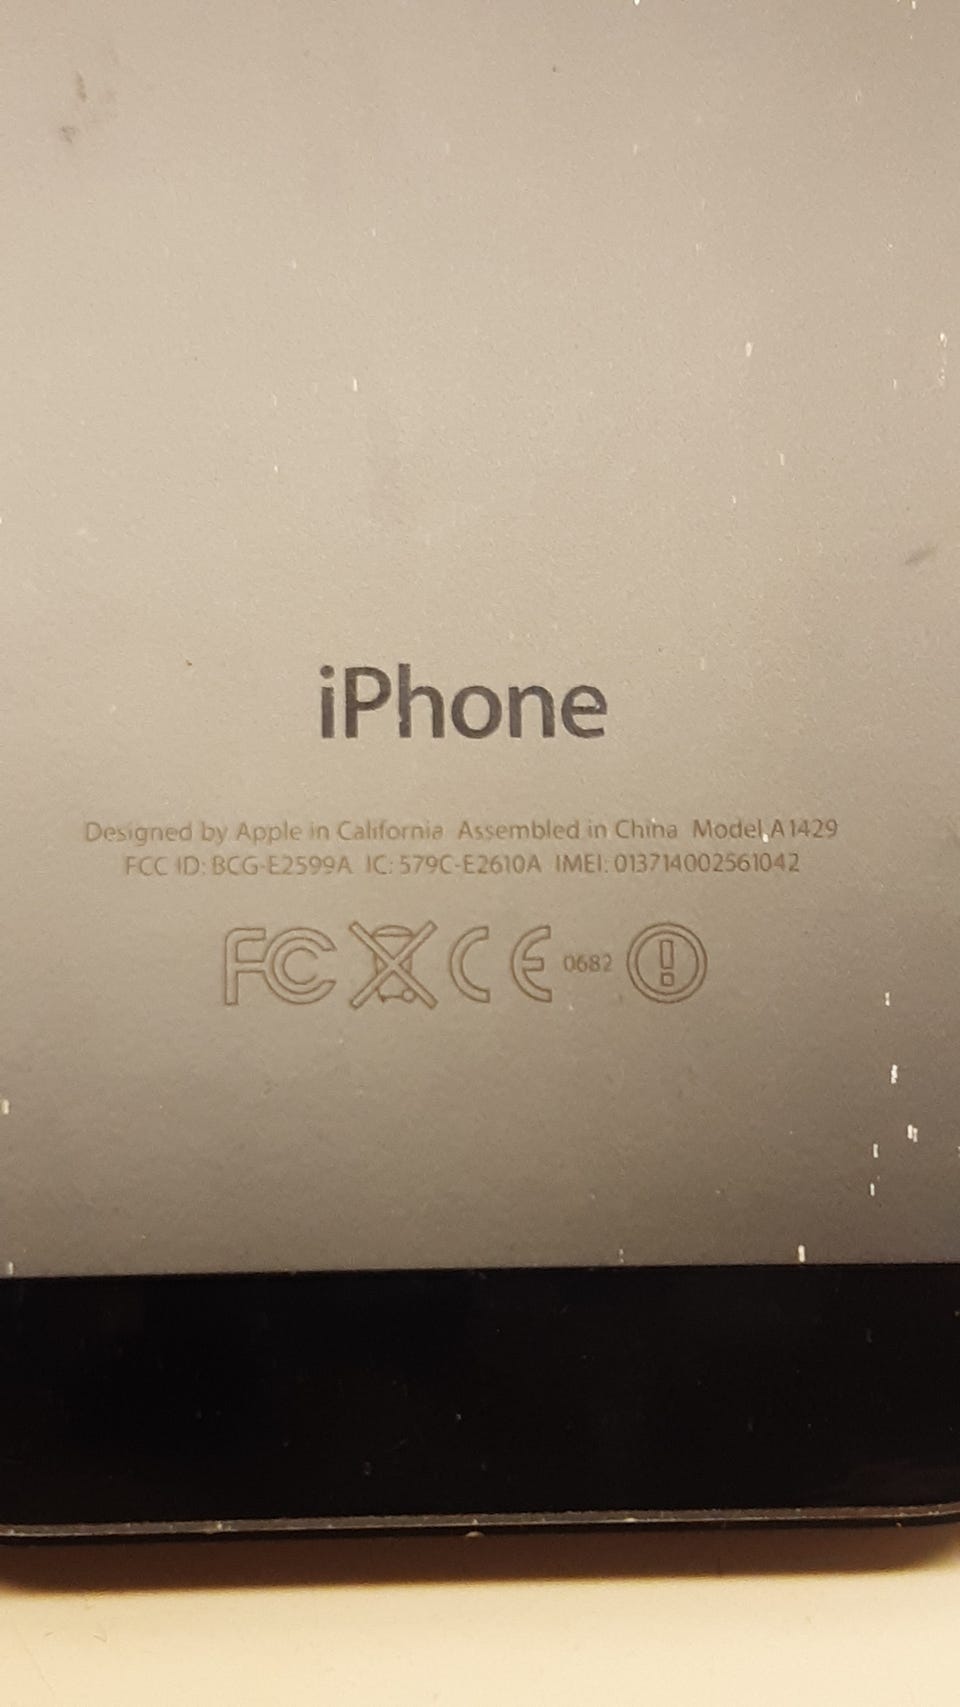 iPhone
Designed by Apple in California Assembled in China Model A1429
FCC ID: BCG-E2599A IC: 579C-E2610A IMEI: 013714002561042
FC CE 0682